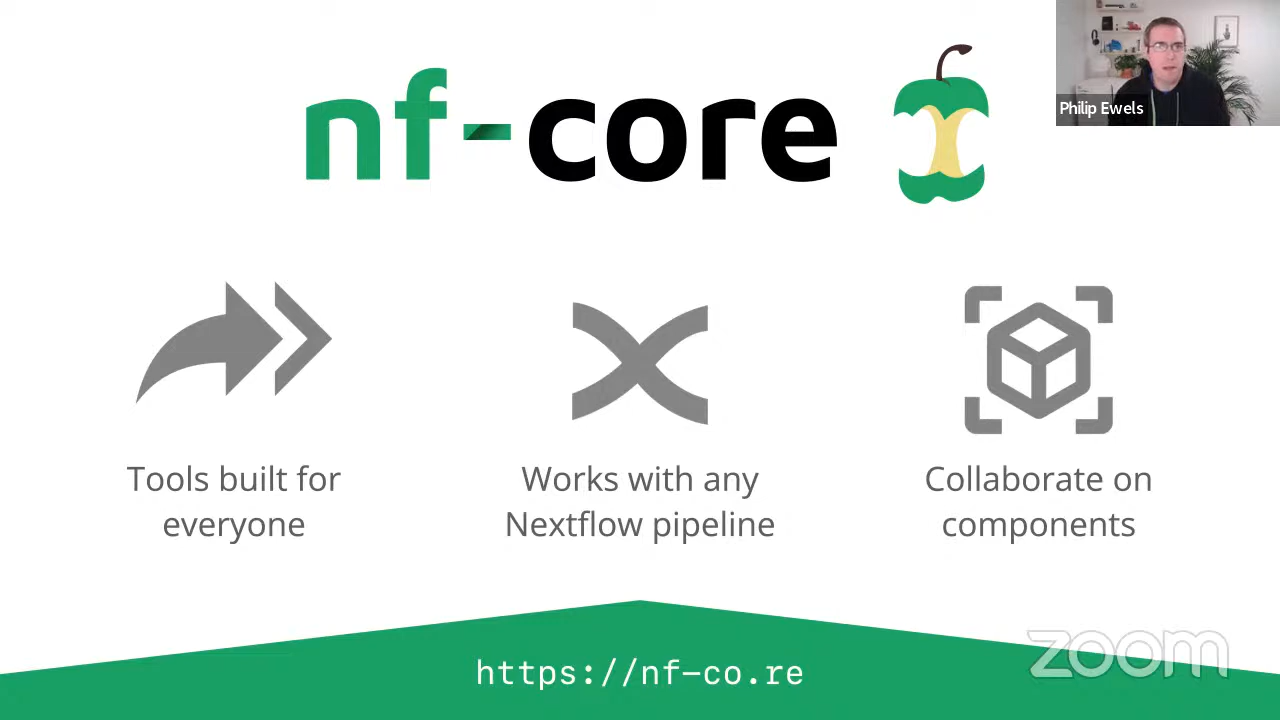 nf-core
Philip Ewels
Tools built for
everyone
Works with any
Nextflow pipeline
Collaborate on
components
https://nf-co.re
zoom